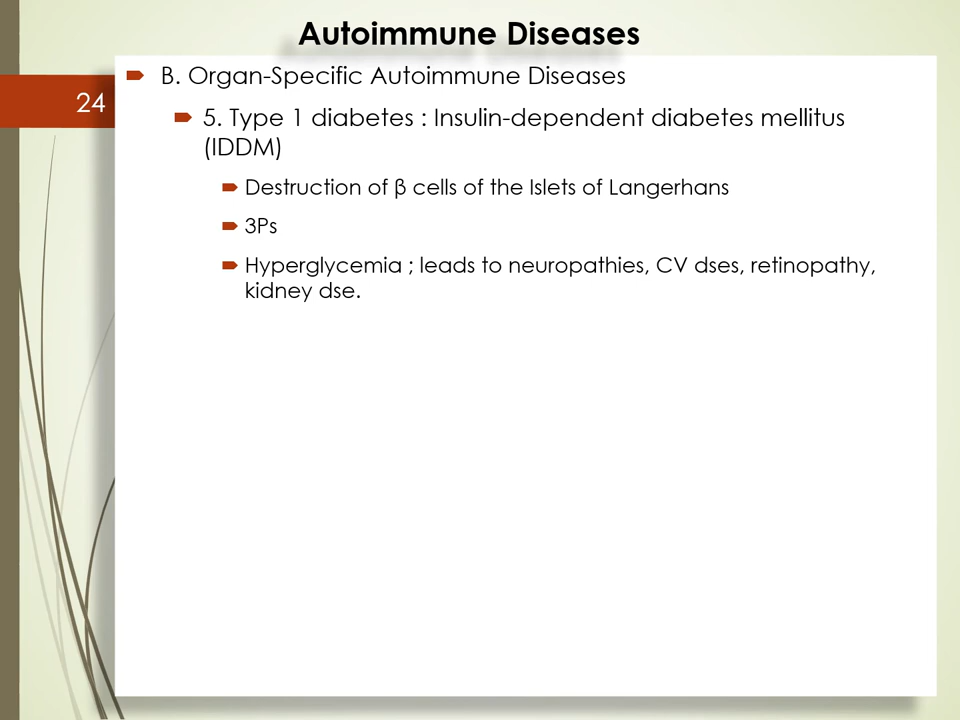 Autoimmune Diseases
24
B. Organ-Specific Autoimmune Diseases
5. Type 1 diabetes : Insulin-dependent diabetes mellitus
(IDDM)
Destruction of β cells of the Islets of Langerhans
3Ps
Hyperglycemia ; leads to neuropathies, CV dses, retinopathy,
kidney dse.